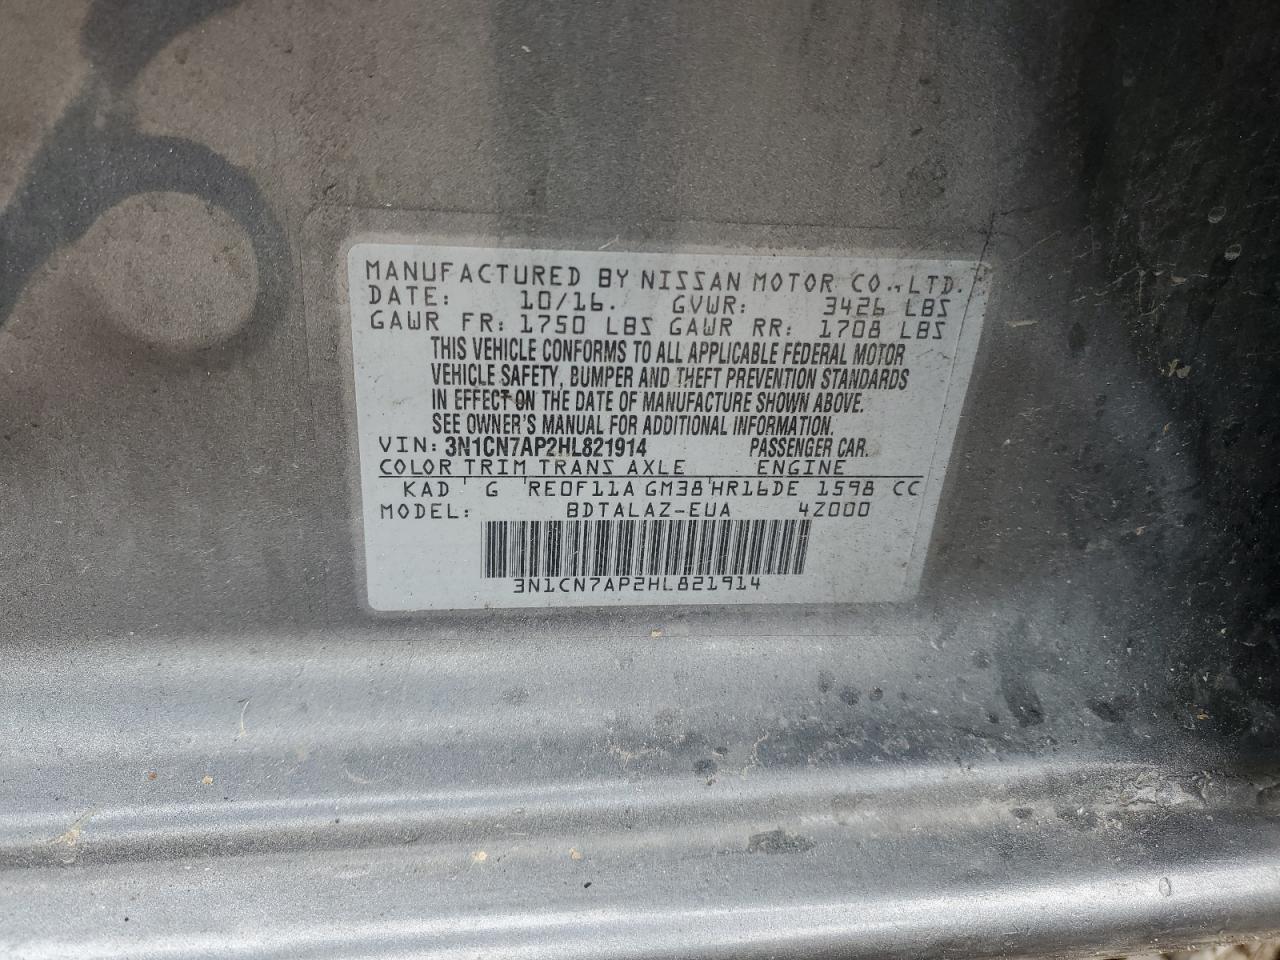 MANUFACTURED BY NISSAN MOTOR CO.,LTD.
DATE: 10/16. GVWR: 3426 LBS
GAWR FR: 1750 LBS GAWR RR: 1708 LBS
THIS VEHICLE CONFORMS TO ALL APPLICABLE FEDERAL MOTOR
VEHICLE SAFETY, BUMPER AND THEFT PREVENTION STANDARDS
IN EFFECT ON THE DATE OF MANUFACTURE SHOWN ABOVE.
SEE OWNER'S MANUAL FOR ADDITIONAL INFORMATION.
VIN: 3N1CN7AP2HL821914 PASSENGER CAR.
COLOR TRIM TRANS AXLE ENGINE
KAD G RE0F11A GM38 HR16DE 1598 CC
MODEL: BDTALAZ-EUA 4Z000
3N1CN7AP2HL821914